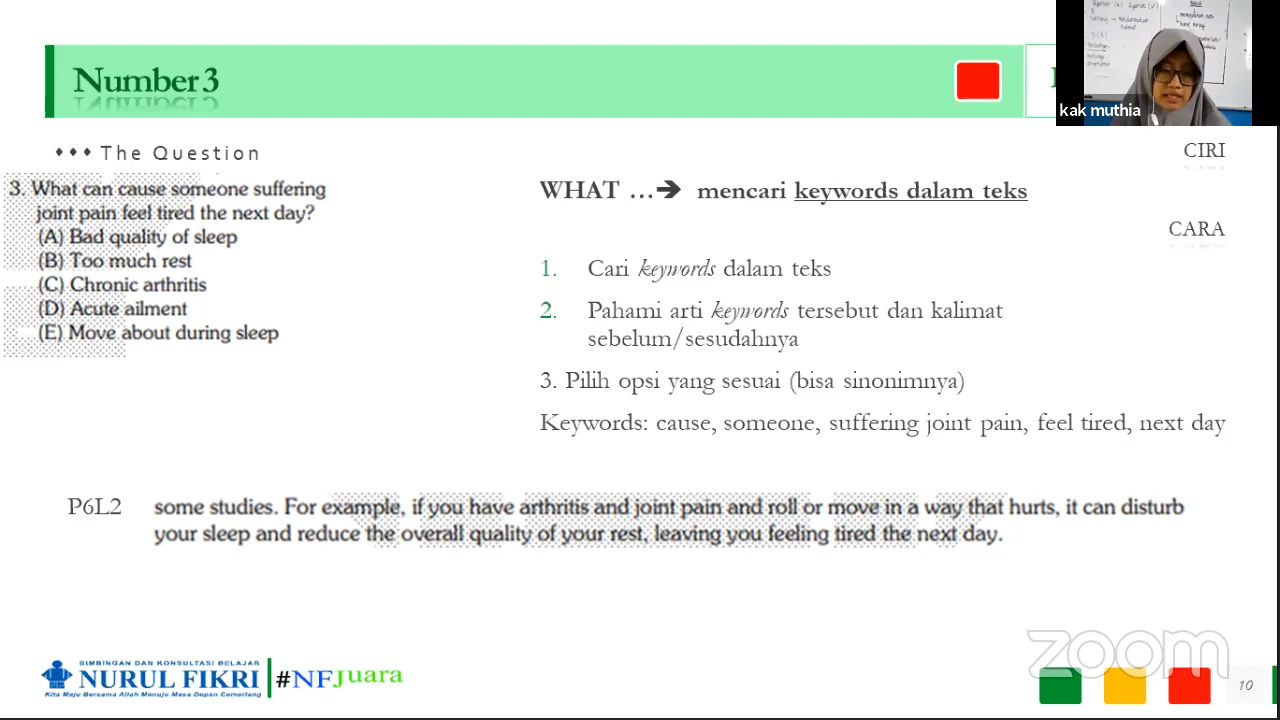 Number 3
kak muthia
The Question
CIRI
3. What can cause someone suffering
joint pain feel tired the next day?
(A) Bad quality of sleep
(B) Too much rest
(C) Chronic arthritis
(D) Acute ailment
(E) Move about during sleep
WHAT …➔ mencari keywords dalam teks
CARA
1. Cari keywords dalam teks
2. Pahami arti keywords tersebut dan kalimat
sebelum/sesudahnya
3. Pilih opsi yang sesuai (bisa sinonimnya)
Keywords: cause, someone, suffering joint pain, feel tired, next day
P6L2
some studies. For example, if you have arthritis and joint pain and roll or move in a way that hurts, it can disturb
your sleep and reduce the overall quality of your rest, leaving you feeling tired the next day.
zoom
BIMBINGAN DAN KONSULTASI BELAJAR
NURUL FIKRI
Kita Maju Bersama Allah Menuju Masa Depan Cemerlang
#NFJuara
10